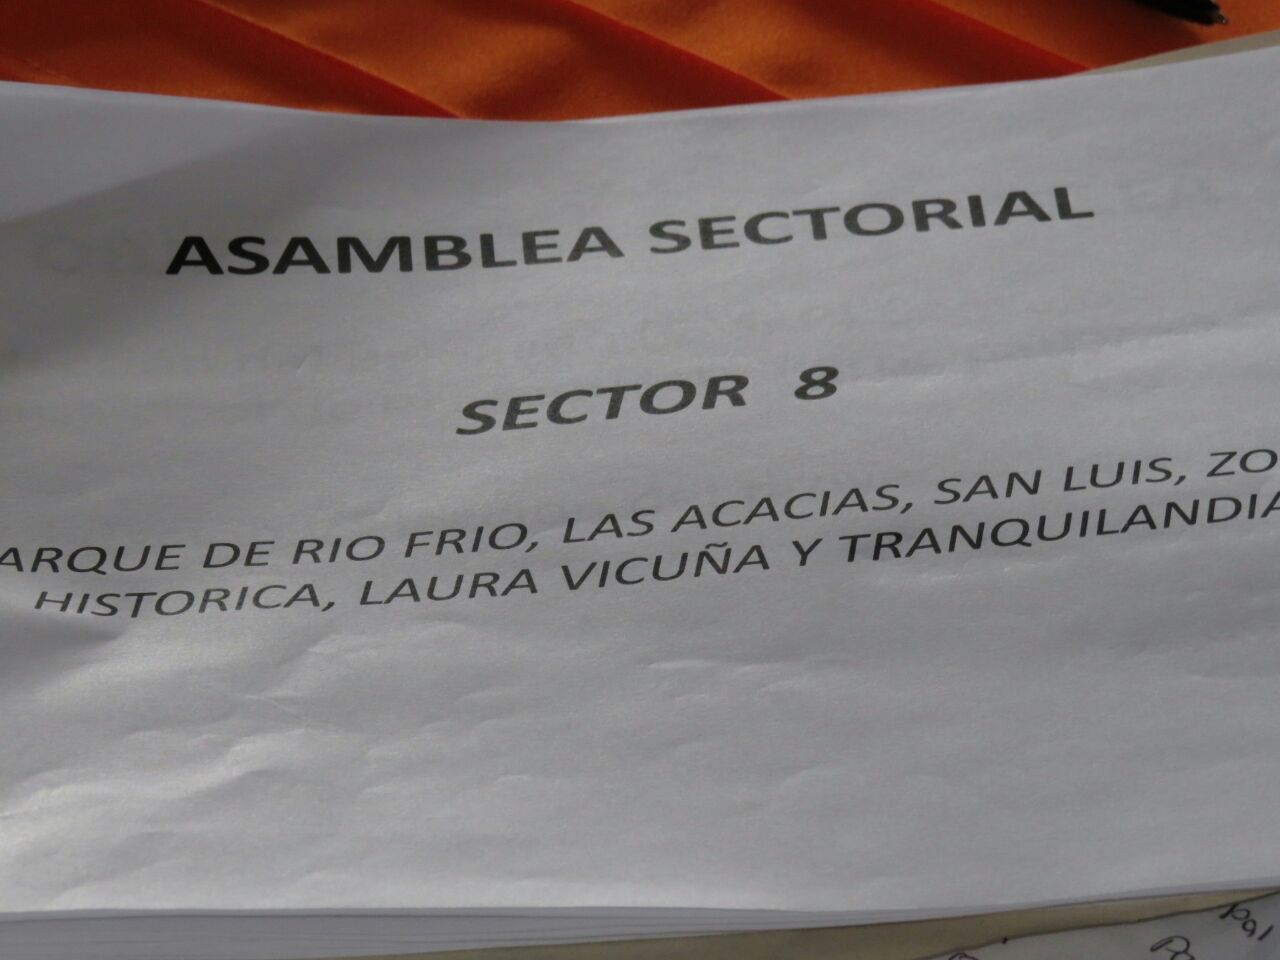 ASAMBLEA SECTORIAL
SECTOR 8
ARQUE DE RIO FRIO, LAS ACACIAS, SAN LUIS, ZO
HISTORICA, LAURA VICUÑA Y TRANQUILANDIA